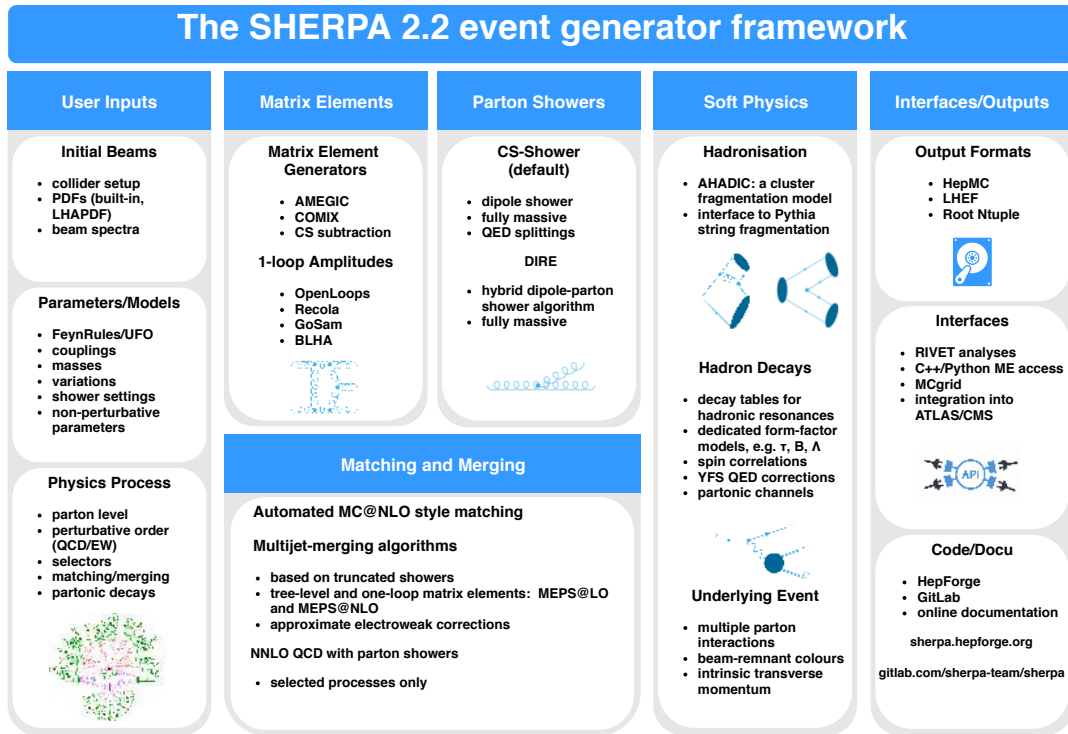 The SHERPA 2.2 event generator framework
User Inputs
Initial Beams
• collider setup
• PDFs (built-in,
LHAPDF)
• beam spectra
Parameters/Models
• FeynRules/UFO
• couplings
• masses
• variations
• shower settings
• non-perturbative
parameters
Physics Process
• parton level
• perturbative order
(QCD/EW)
• selectors
• matching/merging
• partonic decays
Matrix Elements
Matrix Element
Generators
• AMEGIC
• COMIX
• CS subtraction
1-loop Amplitudes
• OpenLoops
• Recola
• GoSam
• BLHA
Parton Showers
CS-Shower
(default)
• dipole shower
• fully massive
• QED splittings
DIRE
• hybrid dipole-parton
shower algorithm
• fully massive
Matching and Merging
Automated MC@NLO style matching
Multijet-merging algorithms
• based on truncated showers
• tree-level and one-loop matrix elements: MEPS@LO
and MEPS@NLO
• approximate electroweak corrections
NNLO QCD with parton showers
• selected processes only
Soft Physics
Hadronisation
• AHADIC: a cluster
fragmentation model
• interface to Pythia
string fragmentation
Hadron Decays
• decay tables for
hadronic resonances
• dedicated form-factor
models, e.g. τ, B, Λ
• spin correlations
• YFS QED corrections
• partonic channels
Underlying Event
• multiple parton
interactions
• beam-remnant colours
• intrinsic transverse
momentum
Interfaces/Outputs
Output Formats
• HepMC
• LHEF
• Root Ntuple
Interfaces
• RIVET analyses
• C++/Python ME access
• MCgrid
• integration into
ATLAS/CMS
API
Code/Docu
• HepForge
• GitLab
• online documentation
sherpa.hepforge.org
gitlab.com/sherpa-team/sherpa